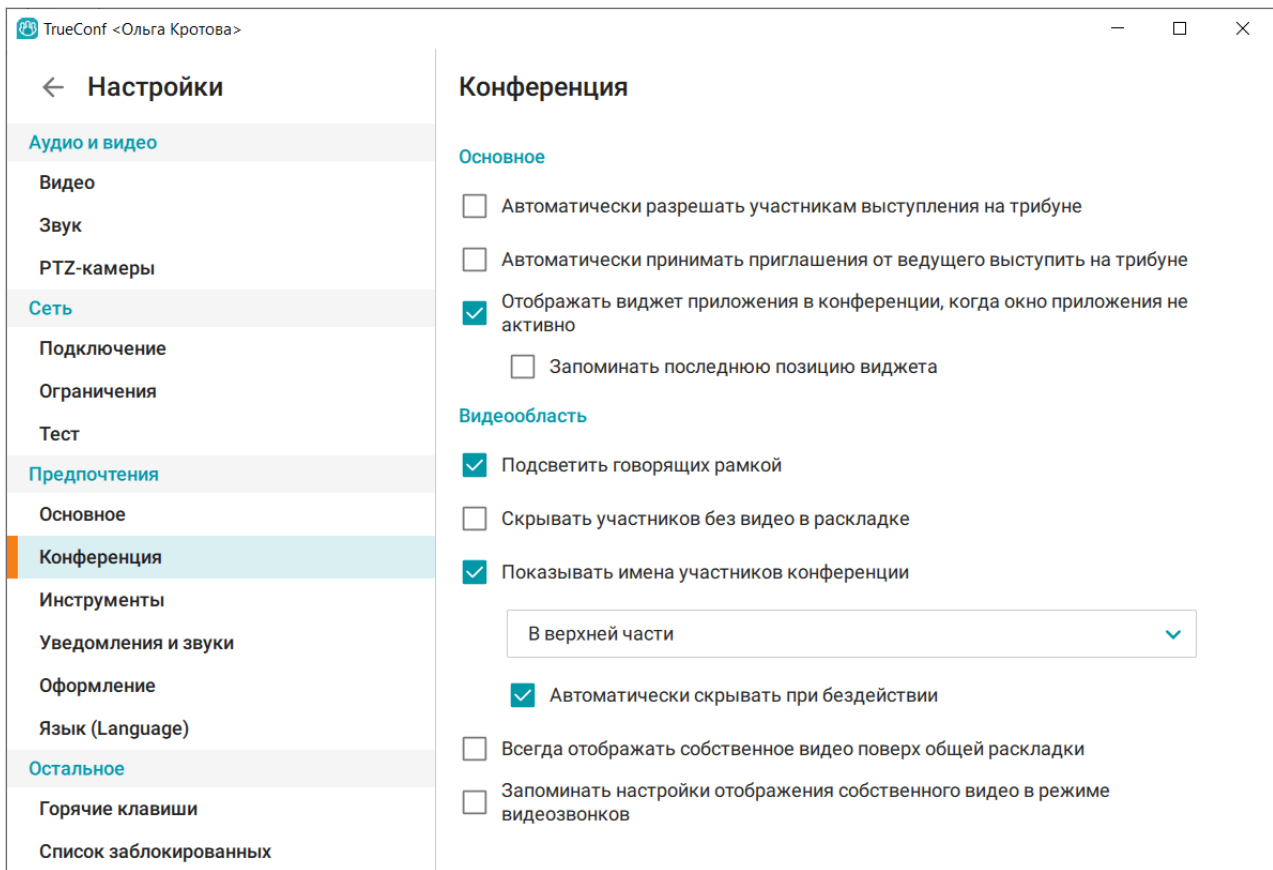 TrueConf <Ольга Кротова>
Настройки
Аудио и видео
Видео
Звук
PTZ-камеры
Сеть
Подключение
Ограничения
Тест
Предпочтения
Основное
Конференция
Инструменты
Уведомления и звуки
Оформление
Язык (Language)
Остальное
Горячие клавиши
Список заблокированных
Конференция
Основное
Автоматически разрешать участникам выступления на трибуне
Автоматически принимать приглашения от ведущего выступить на трибуне
Отображать виджет приложения в конференции, когда окно приложения не
активно
Запоминать последнюю позицию виджета
Видеообласть
Подсветить говорящих рамкой
Скрывать участников без видео в раскладке
Показывать имена участников конференции
В верхней части
Автоматически скрывать при бездействии
Всегда отображать собственное видео поверх общей раскладки
Запоминать настройки отображения собственного видео в режиме
видеозвонков